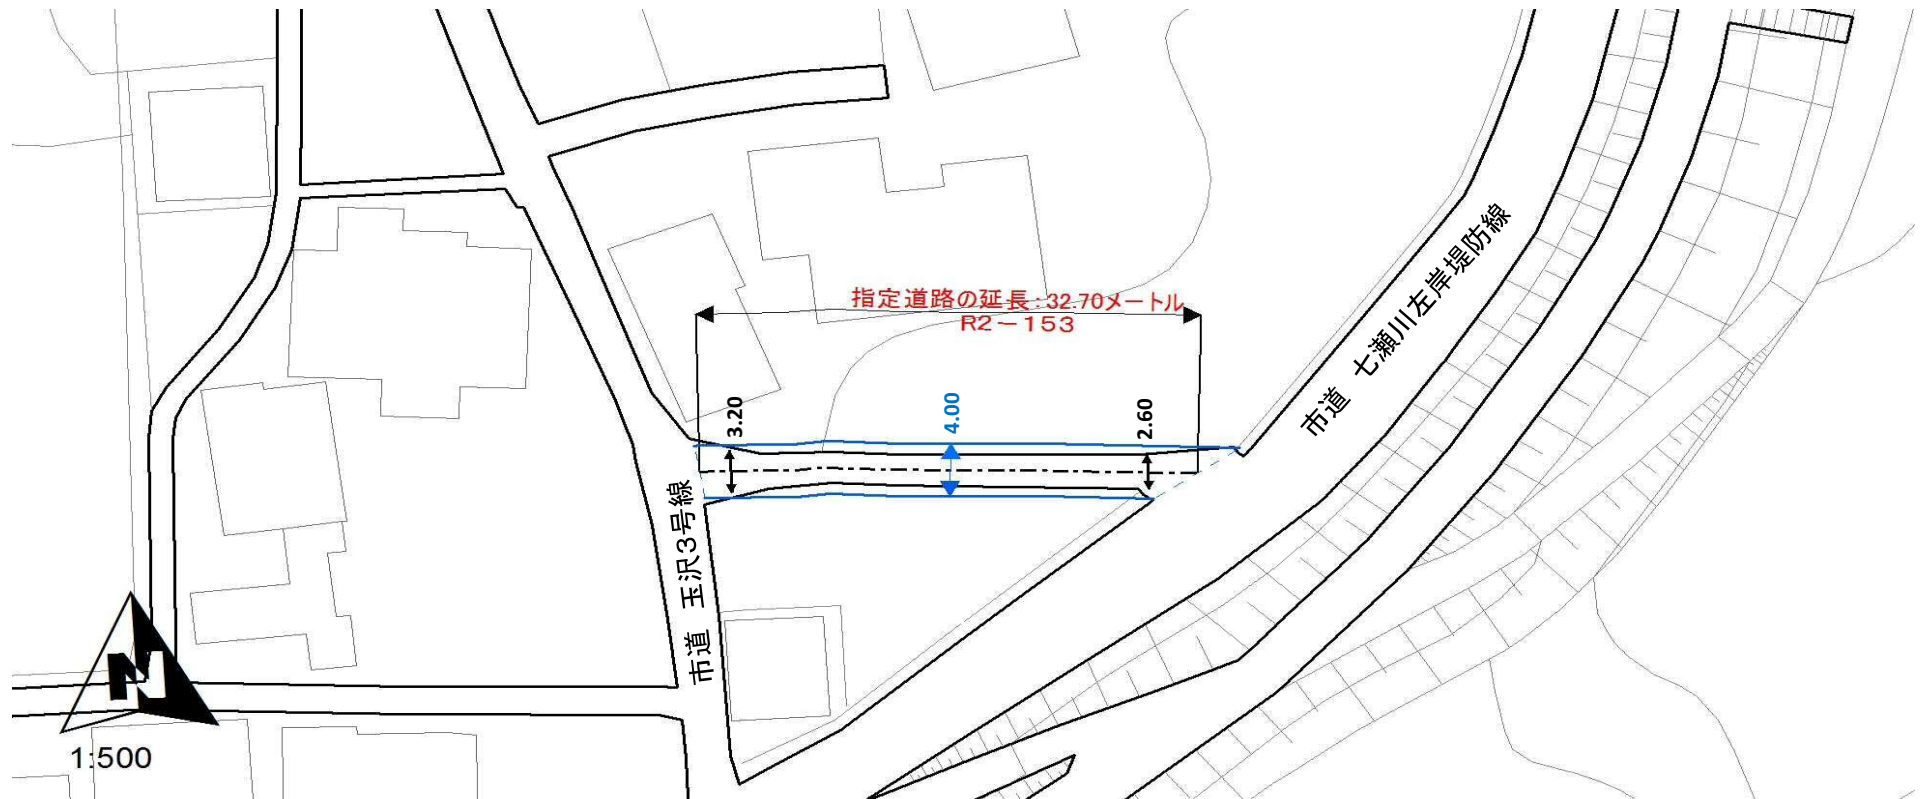 指定道路の延長:32.70メートル
R2-153
3.20
4.00
2.60
市道 七瀬川左岸堤防線
市道 玉沢3号線
N
1:500